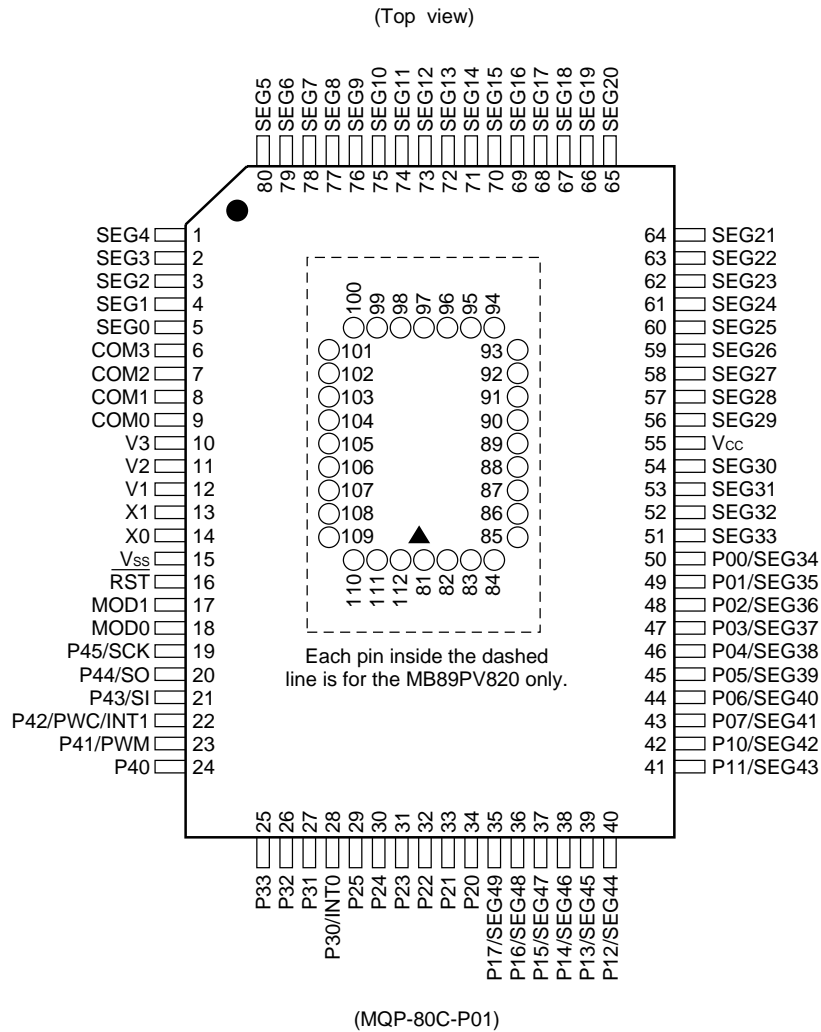 (Top view)
SEG5 SEG6 SEG7 SEG8 SEG9 SEG10 SEG11 SEG12 SEG13 SEG14 SEG15 SEG16 SEG17 SEG18 SEG19 SEG20
80 79 78 77 76 75 74 73 72 71 70 69 68 67 66 65
SEG4 1
SEG3 2
SEG2 3
SEG1 4
SEG0 5
COM3 6
COM2 7
COM1 8
COM0 9
V3 10
V2 11
V1 12
X1 13
X0 14
Vss 15
RST 16
MOD1 17
MOD0 18
P45/SCK 19
P44/SO 20
P43/SI 21
P42/PWC/INT1 22
P41/PWM 23
P40 24
100 99 98 97 96 95 94
101 93
102 92
103 91
104 90
105 89
106 88
107 87
108 86
109 85
110 111 112 81 82 83 84
Each pin inside the dashed
line is for the MB89PV820 only.
64 SEG21
63 SEG22
62 SEG23
61 SEG24
60 SEG25
59 SEG26
58 SEG27
57 SEG28
56 SEG29
55 Vcc
54 SEG30
53 SEG31
52 SEG32
51 SEG33
50 P00/SEG34
49 P01/SEG35
48 P02/SEG36
47 P03/SEG37
46 P04/SEG38
45 P05/SEG39
44 P06/SEG40
43 P07/SEG41
42 P10/SEG42
41 P11/SEG43
25 26 27 28 29 30 31 32 33 34 35 36 37 38 39 40
P33 P32 P31 P30/INT0 P25 P24 P23 P22 P21 P20 P17/SEG49 P16/SEG48 P15/SEG47 P14/SEG46 P13/SEG45 P12/SEG44
(MQP-80C-P01)